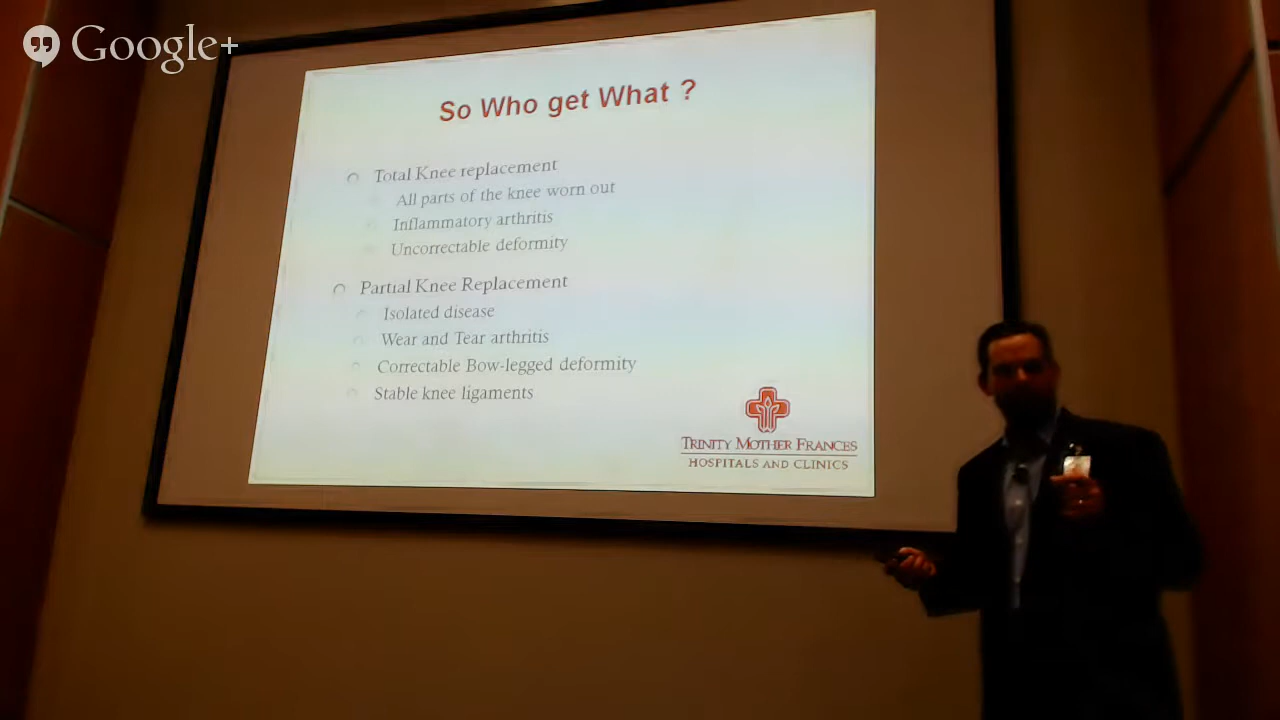 Google+
So Who get What ?
Total Knee replacement
All parts of the knee worn out
Inflammatory arthritis
Uncorrectable deformity
Partial Knee Replacement
Isolated disease
Wear and Tear arthritis
Correctable Bow-legged deformity
Stable knee ligaments
TRINITY MOTHER FRANCES
HOSPITALS AND CLINICS